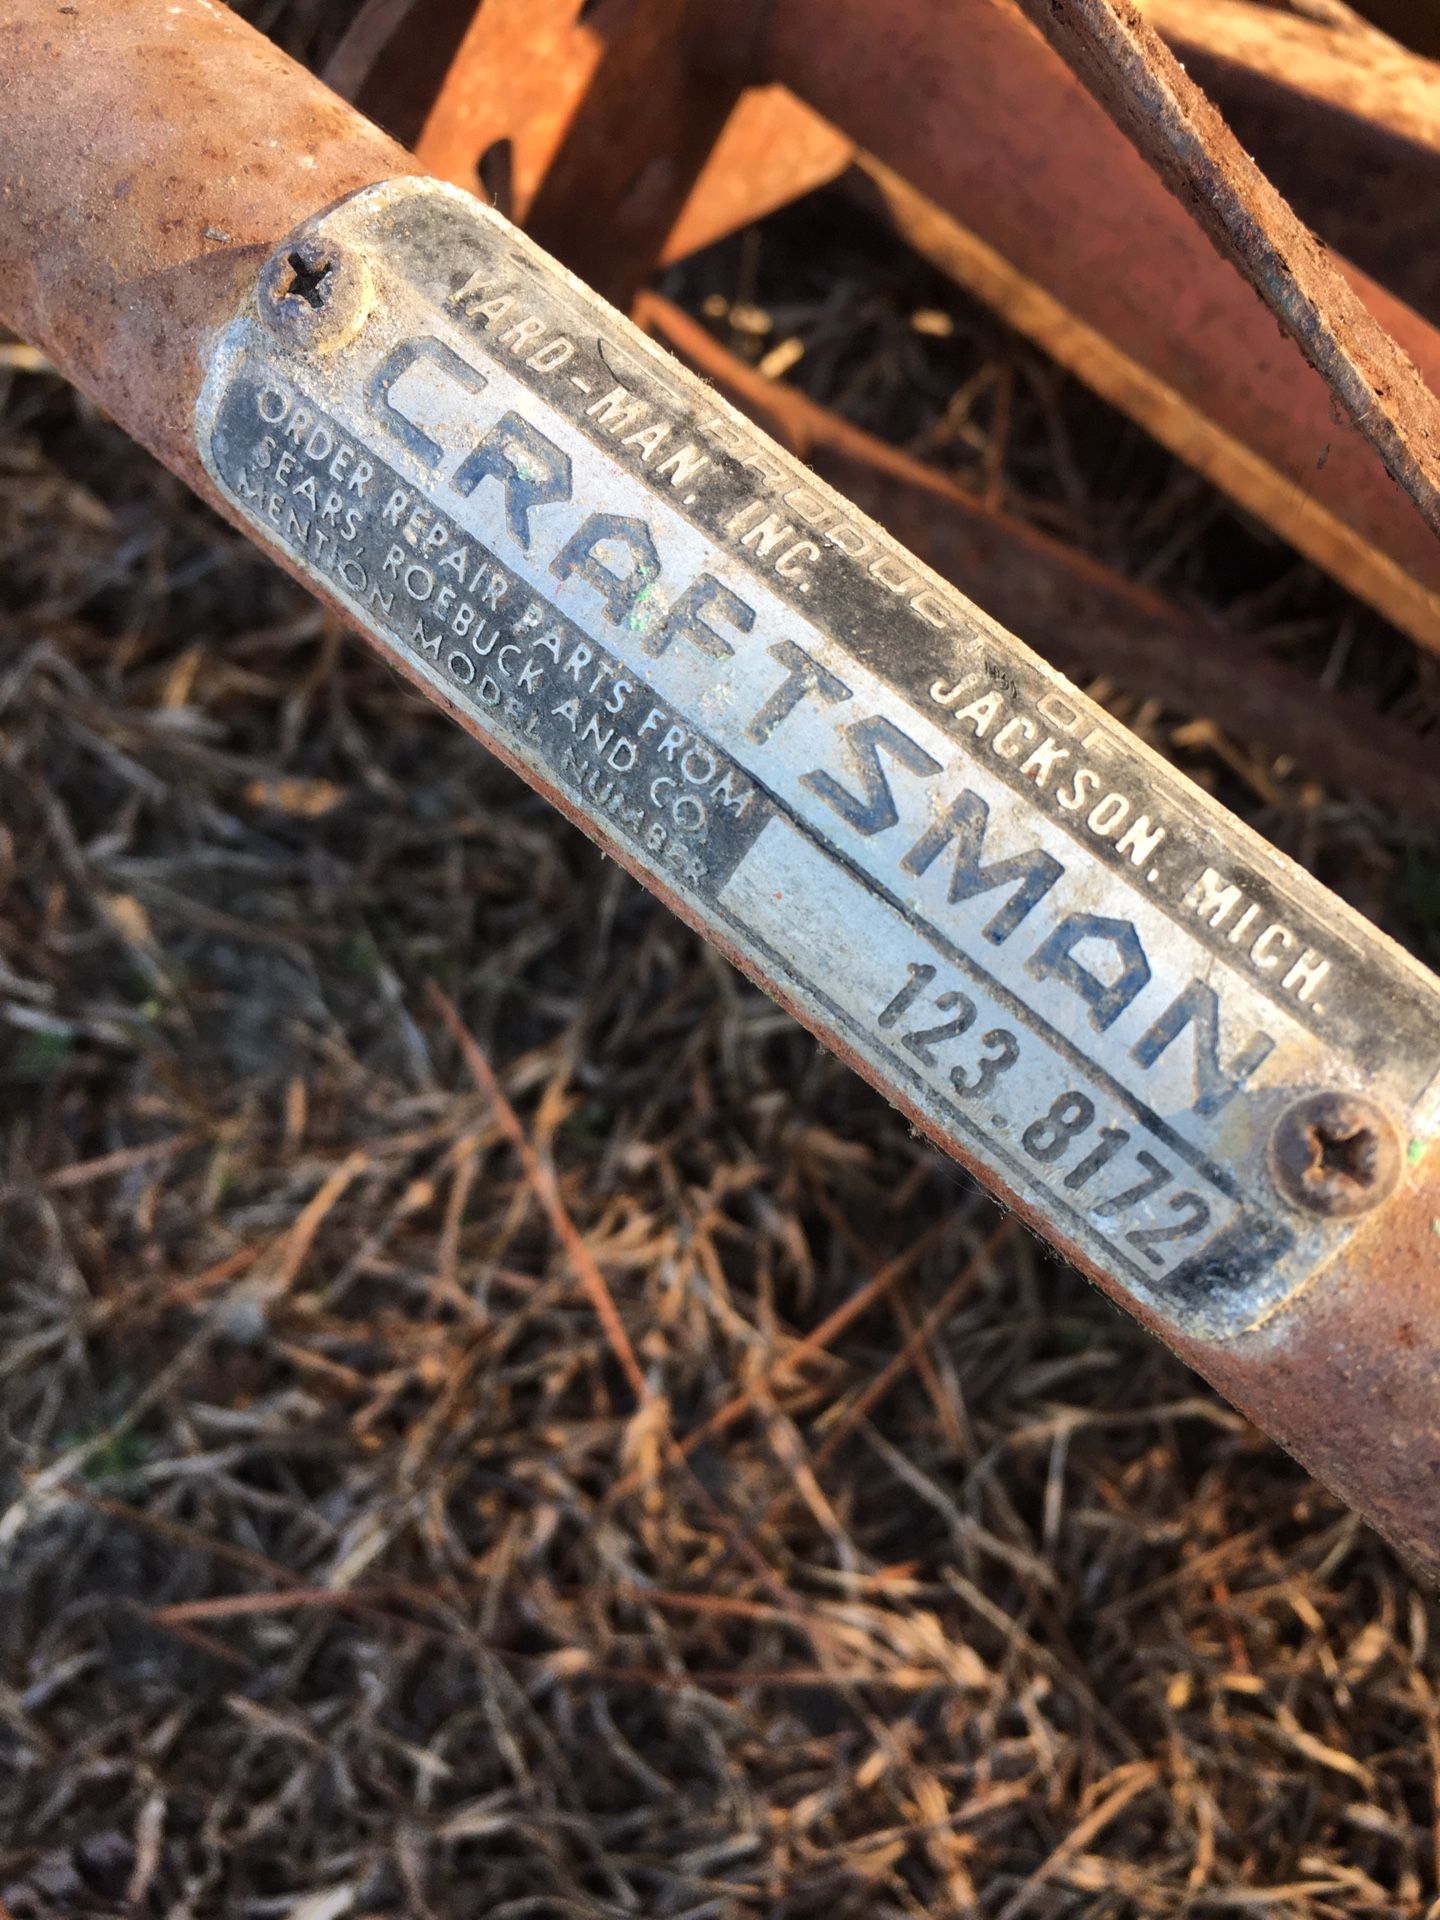 PRODUCT OF
YARD-MAN, INC. JACKSON, MICH.
CRAFTSMAN
ORDER REPAIR PARTS FROM
SEARS, ROEBUCK AND CO.
MENTION MODEL NUMBER
123.8172